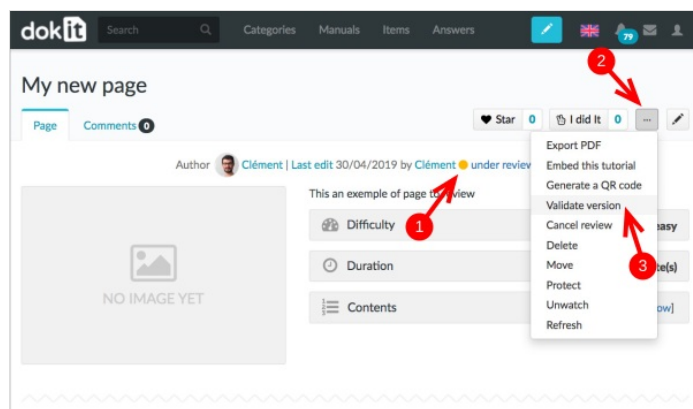 dokit Search Categories Manuals Items Answers 79
2
My new page
Page Comments 0 Star 0 I did It 0 ...
Author Clément | Last edit 30/04/2019 by Clément under review
Export PDF
Embed this tutorial
Generate a QR code
Validate version
Cancel review
Delete
Move
Protect
Unwatch
Refresh
This an exemple of page to review
1
Difficulty easy
3
Duration te(s)
Contents ow]
NO IMAGE YET